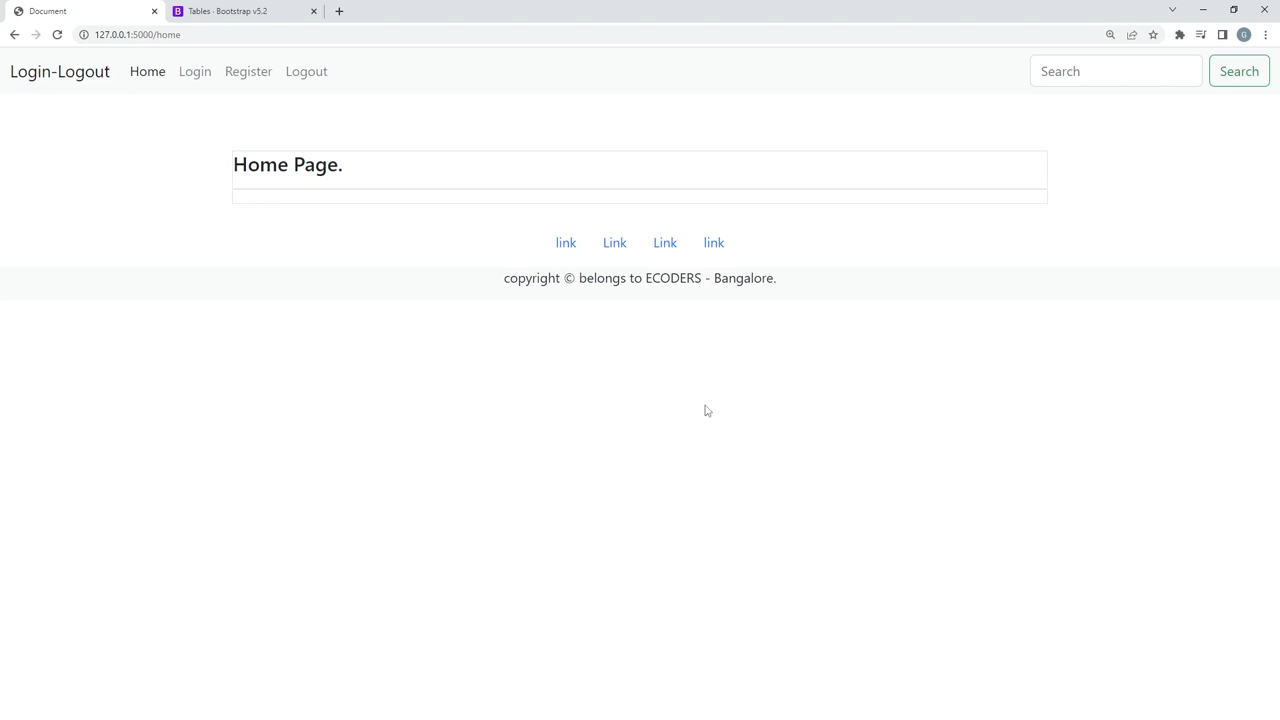 Document
Tables · Bootstrap v5.2
127.0.0.1:5000/home
G
Login-Logout Home Login Register Logout Search Search
Home Page.
link Link Link link
copyright © belongs to ECODERS - Bangalore.